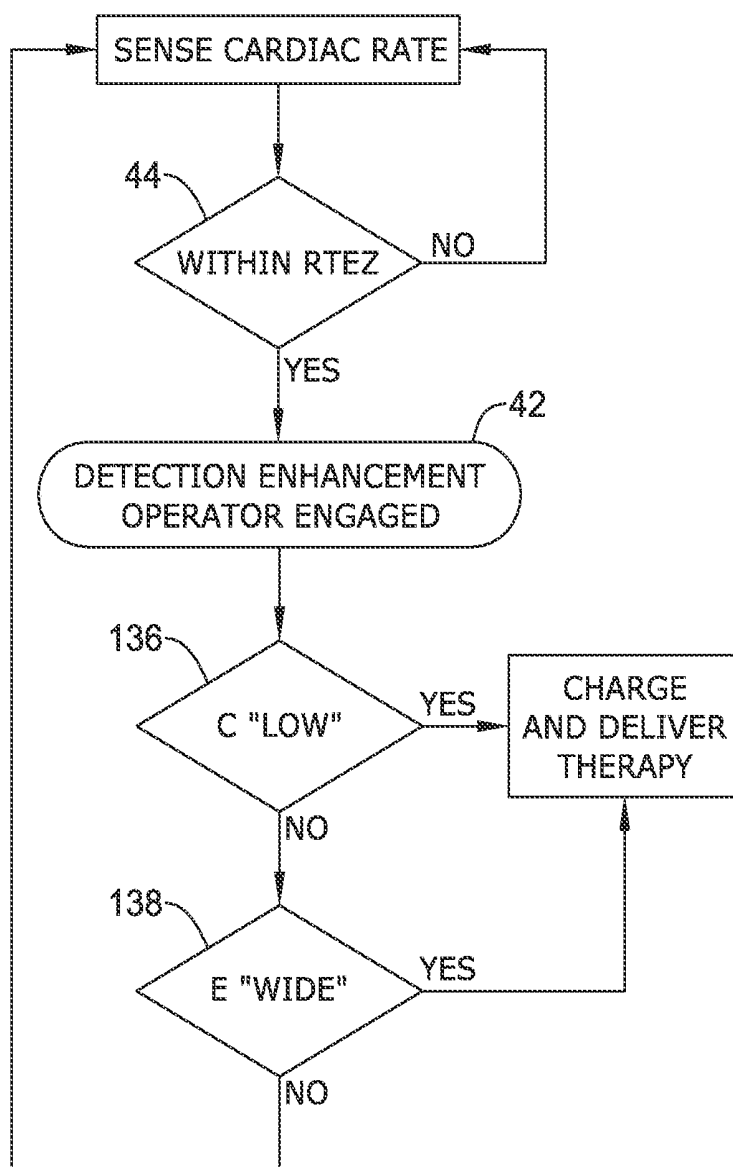 SENSE CARDIAC RATE
44
WITHIN RTEZ
NO
YES
42
DETECTION ENHANCEMENT
OPERATOR ENGAGED
136
C "LOW"
YES
CHARGE
AND DELIVER
THERAPY
NO
138
E "WIDE"
YES
NO